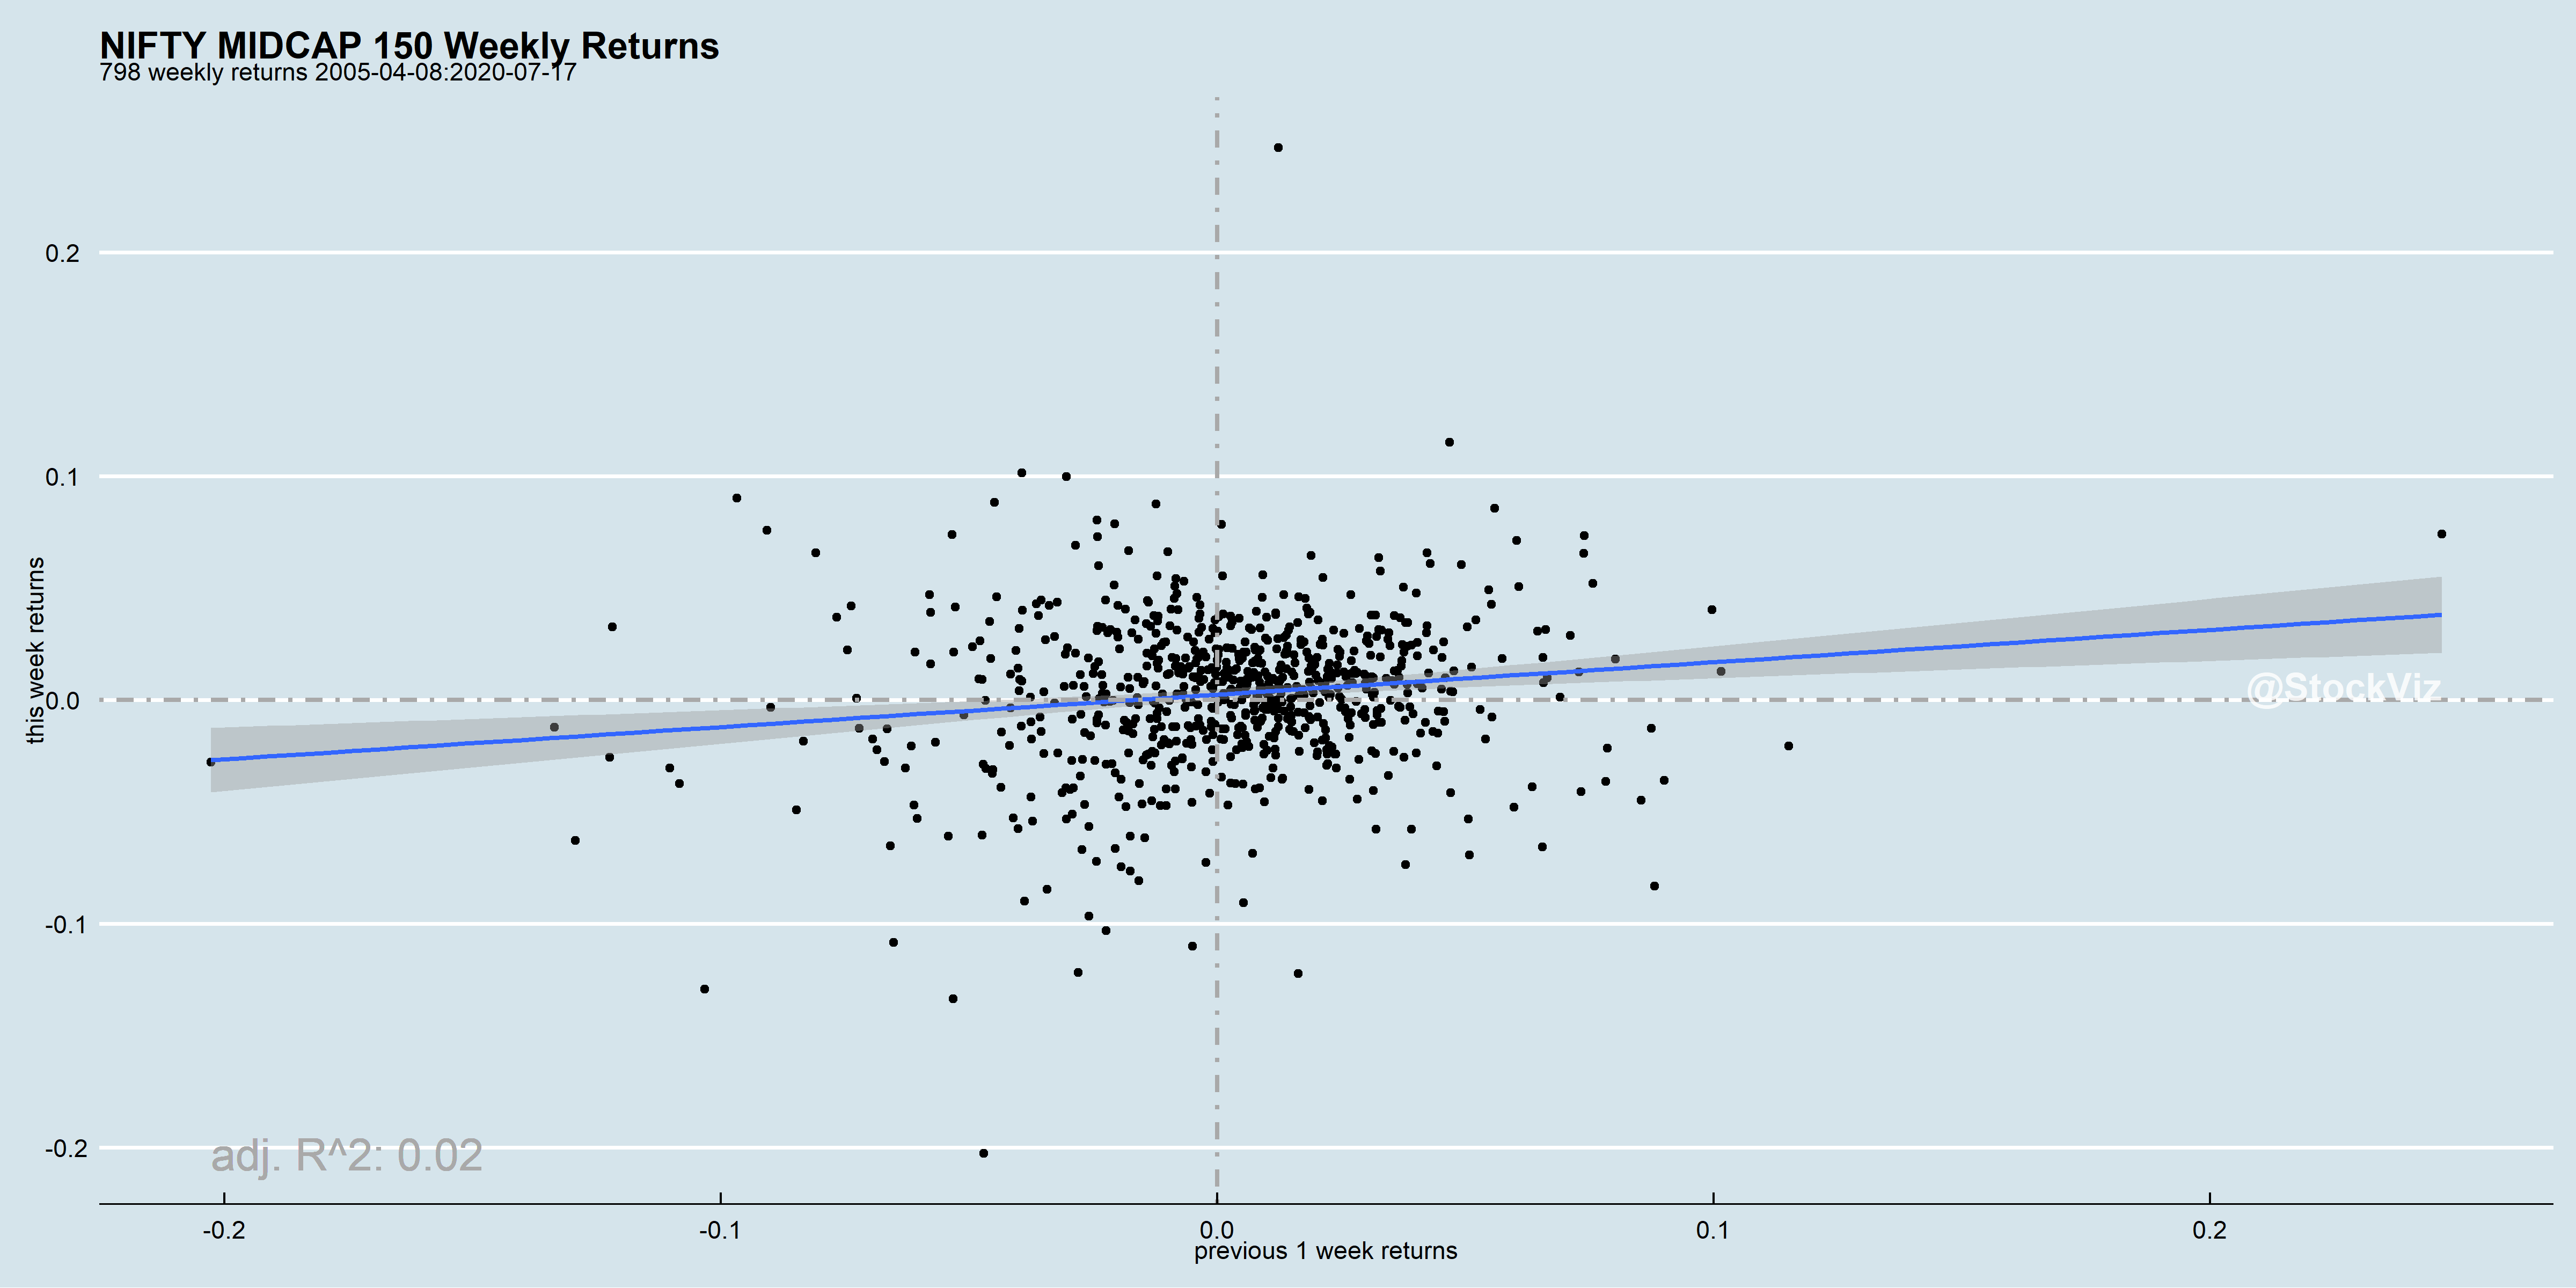 NIFTY MIDCAP 150 Weekly Returns
798 weekly returns 2005-04-08:2020-07-17
0.2
0.1
0.0
-0.1
-0.2
this week returns
@StockViz
adj. R^2: 0.02
-0.2
-0.1
0.0
0.1
0.2
previous 1 week returns